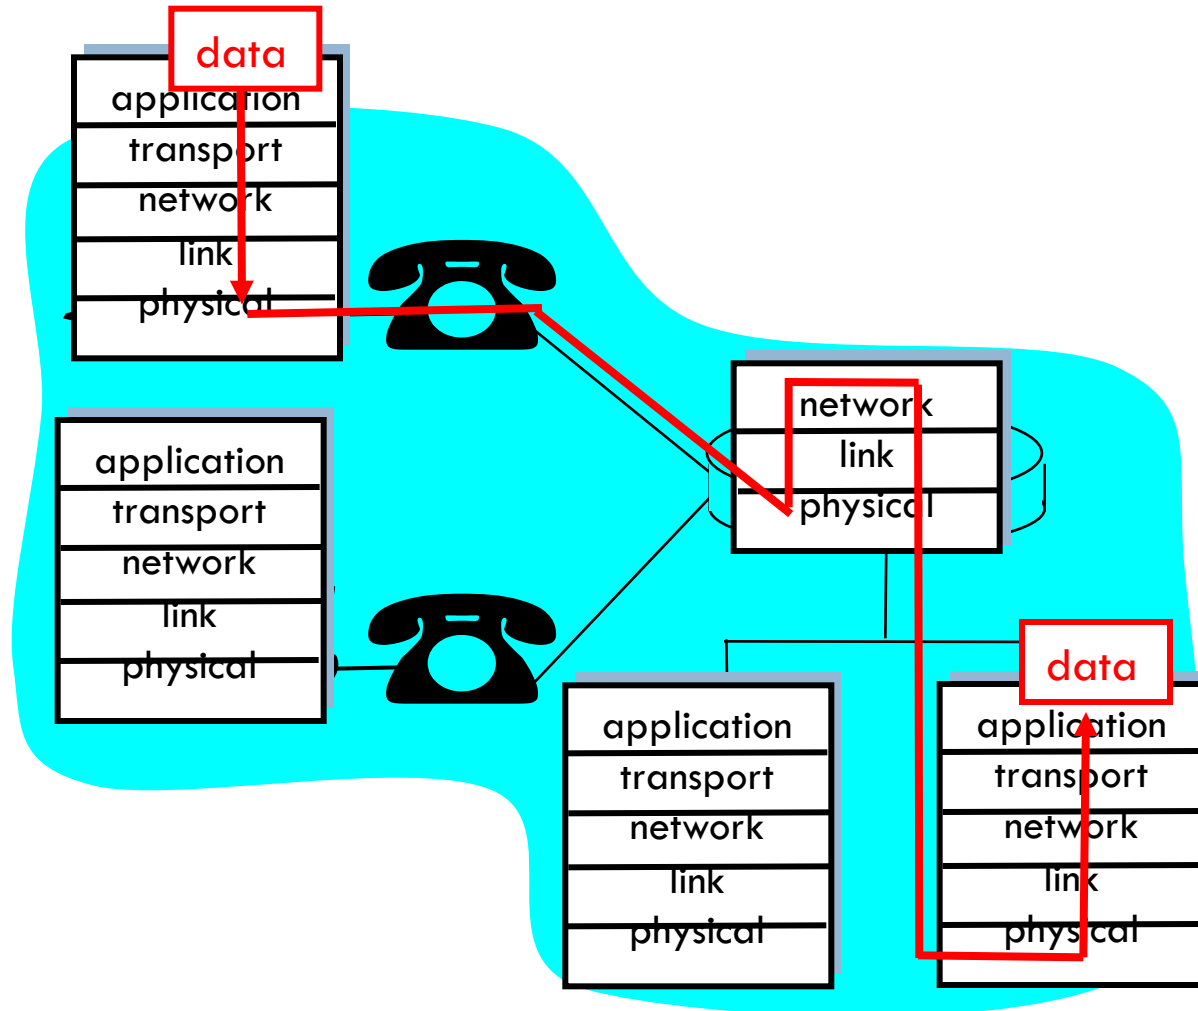 data
application
transport
network
link
physical
application
transport
network
link
physical
network
link
physical
application
transport
network
link
physical
data
application
transport
network
link
physical